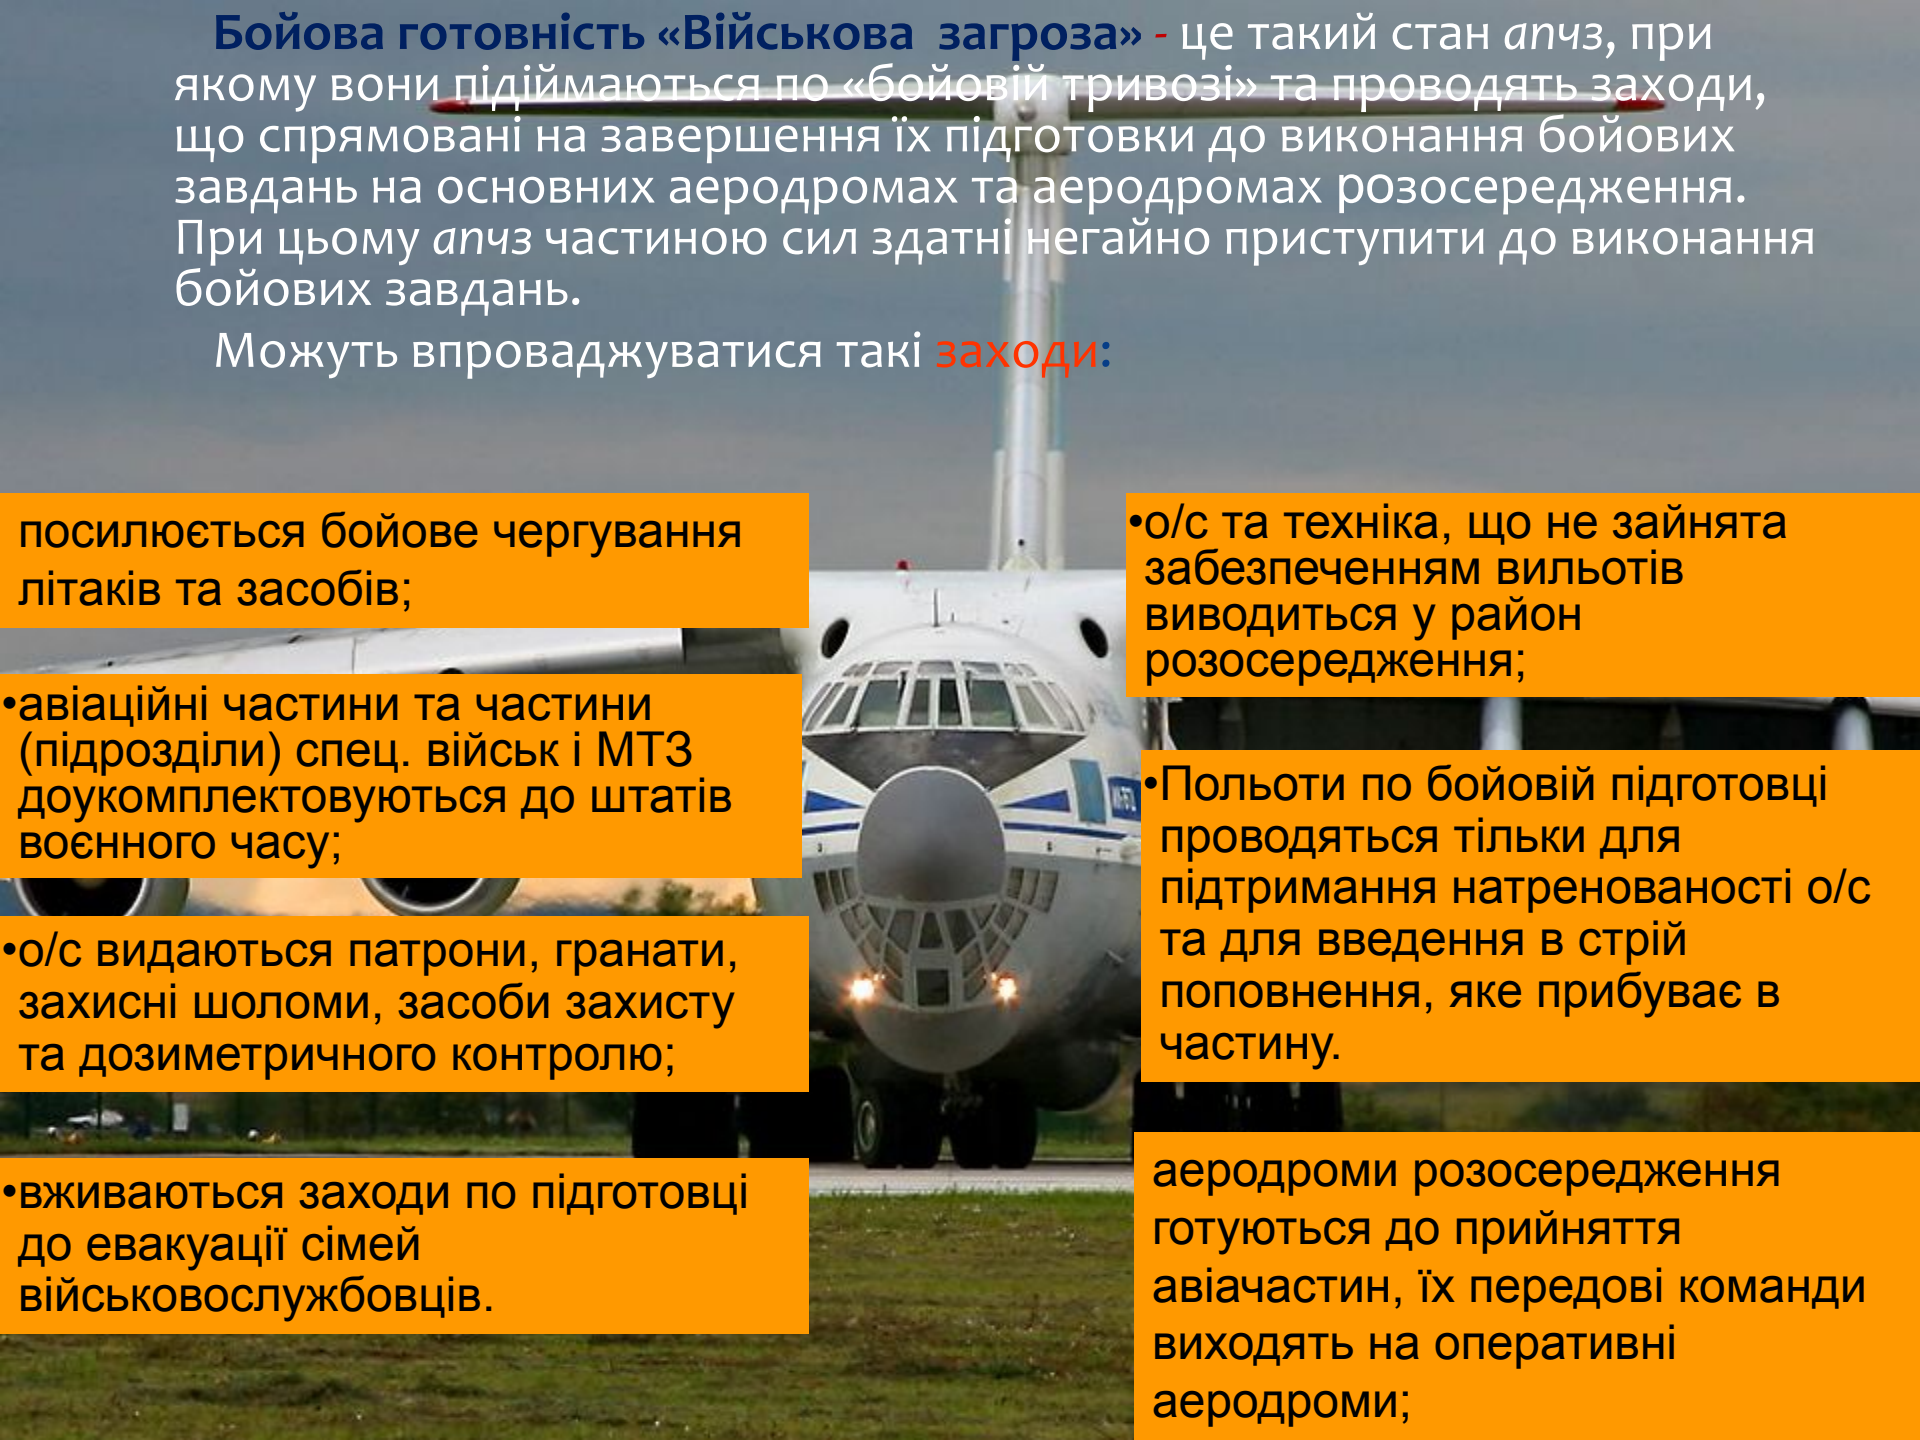 Бойова готовність «Військова загроза» - це такий стан апчз, при
якому вони підіймаються по «бойовій тривозі» та проводять заходи,
що спрямовані на завершення їх підготовки до виконання бойових
завдань на основних аеродромах та аеродромах розосередження.
При цьому апчз частиною сил здатні негайно приступити до виконання
бойових завдань.
Можуть впроваджуватися такі заходи:
посилюється бойове чергування
літаків та засобів;
•авіаційні частини та частини
(підрозділи) спец. військ і МТЗ
доукомплектовуються до штатів
воєнного часу;
•о/с видаються патрони, гранати,
захисні шоломи, засоби захисту
та дозиметричного контролю;
•вживаються заходи по підготовці
до евакуації сімей
військовослужбовців.
•о/с та техніка, що не зайнята
забезпеченням вильотів
виводиться у район
розосередження;
•Польоти по бойовій підготовці
проводяться тільки для
підтримання натренованості о/с
та для введення в стрій
поповнення, яке прибуває в
частину.
аеродроми розосередження
готуються до прийняття
авіачастин, їх передові команди
виходять на оперативні
аеродроми;